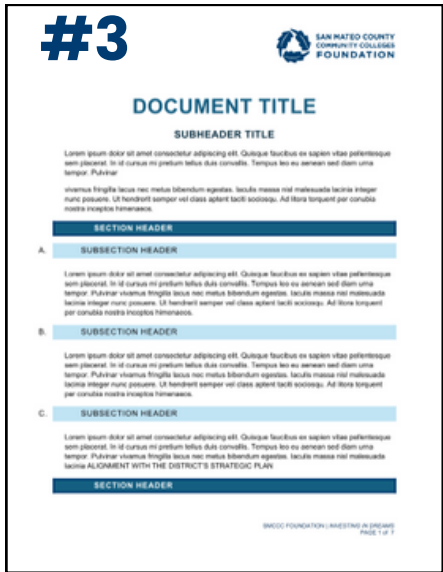 #3
SAN MATEO COUNTY
COMMUNITY COLLEGES
FOUNDATION
DOCUMENT TITLE
SUBHEADER TITLE
Lorem ipsum dolor sit amet consectetur adipiscing elit. Quisque faucibus ex sapien vitae pellentesque
sem placerat. In id cursus mi pretium tellus duis convallis. Tempus leo eu aenean sed diam urna
tempor. Pulvinar
vivamus fringilla lacus nec metus bibendum egestas. Iaculis massa nisl malesuada lacinia integer
nunc posuere. Ut hendrerit semper vel class aptent taciti sociosqu. Ad litora torquent per conubia
nostra inceptos himenaeos.
SECTION HEADER
A. SUBSECTION HEADER
Lorem ipsum dolor sit amet consectetur adipiscing elit. Quisque faucibus ex sapien vitae pellentesque
sem placerat. In id cursus mi pretium tellus duis convallis. Tempus leo eu aenean sed diam urna
tempor. Pulvinar vivamus fringilla lacus nec metus bibendum egestas. Iaculis massa nisl malesuada
lacinia integer nunc posuere. Ut hendrerit semper vel class aptent taciti sociosqu. Ad litora torquent
per conubia nostra inceptos himenaeos.
B. SUBSECTION HEADER
Lorem ipsum dolor sit amet consectetur adipiscing elit. Quisque faucibus ex sapien vitae pellentesque
sem placerat. In id cursus mi pretium tellus duis convallis. Tempus leo eu aenean sed diam urna
tempor. Pulvinar vivamus fringilla lacus nec metus bibendum egestas. Iaculis massa nisl malesuada
lacinia integer nunc posuere. Ut hendrerit semper vel class aptent taciti sociosqu. Ad litora torquent
per conubia nostra inceptos himenaeos.
C. SUBSECTION HEADER
Lorem ipsum dolor sit amet consectetur adipiscing elit. Quisque faucibus ex sapien vitae pellentesque
sem placerat. In id cursus mi pretium tellus duis convallis. Tempus leo eu aenean sed diam urna
tempor. Pulvinar vivamus fringilla lacus nec metus bibendum egestas. Iaculis massa nisl malesuada
lacinia ALIGNMENT WITH THE DISTRICT'S STRATEGIC PLAN
SECTION HEADER
SMCCC FOUNDATION | INVESTING IN DREAMS
PAGE 1 of 7